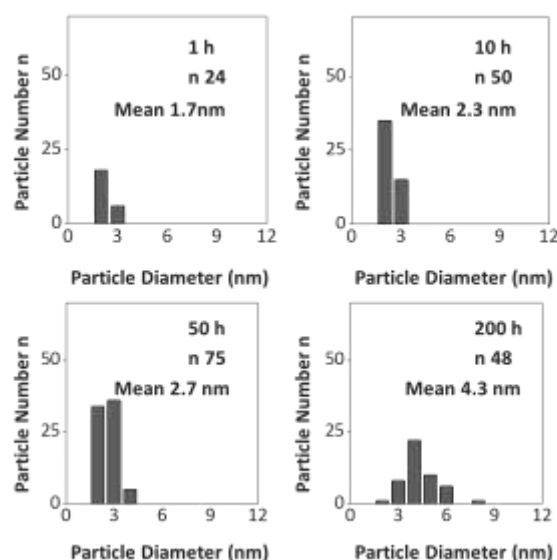 Particle Number n
50
25
0
1 h
n 24
Mean 1.7nm
0 3 6 9 12
Particle Diameter (nm)
Particle Number n
50
25
0
10 h
n 50
Mean 2.3 nm
0 3 6 9 12
Particle Diameter (nm)
Particle Number n
50
25
0
50 h
n 75
Mean 2.7 nm
0 3 6 9 12
Particle Diameter (nm)
Particle Number n
50
25
0
200 h
n 48
Mean 4.3 nm
0 3 6 9 12
Particle Diameter (nm)